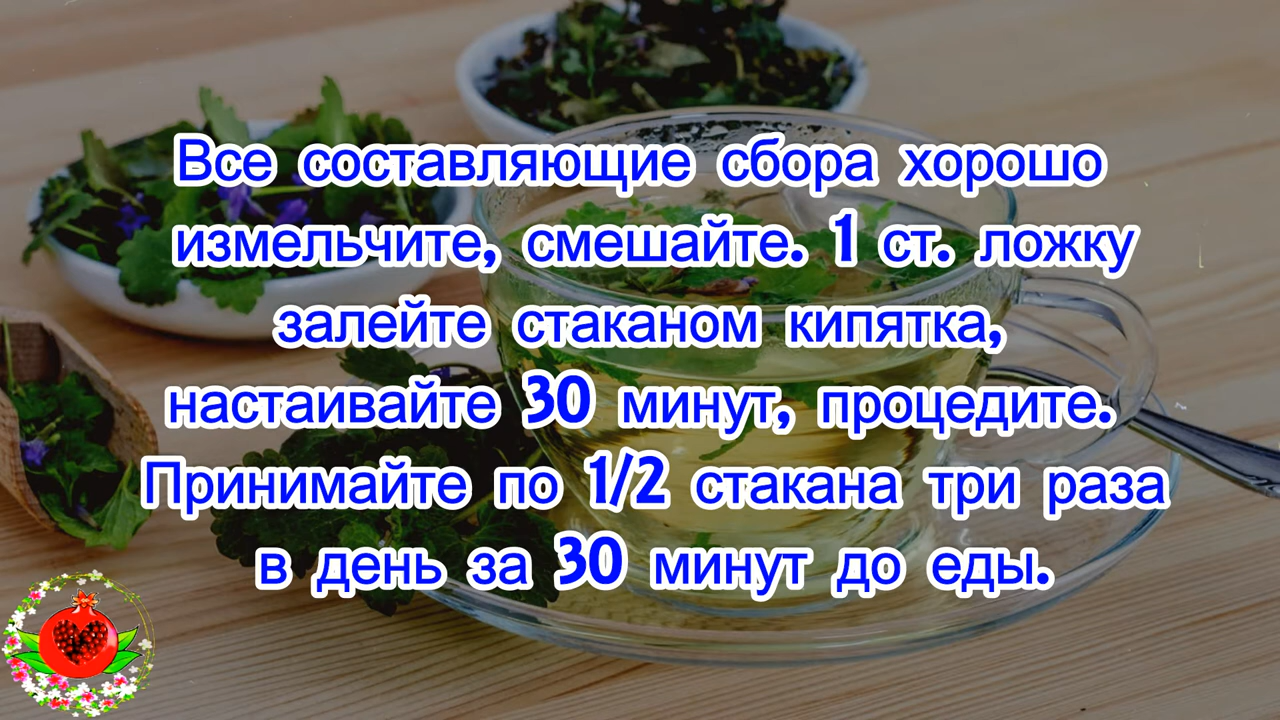 Все составляющие сбора хорошо
измельчите, смешайте. 1 ст. ложку
залейте стаканом кипятка,
настаивайте 30 минут, процедите.
Принимайте по 1/2 стакана три раза
в день за 30 минут до еды.